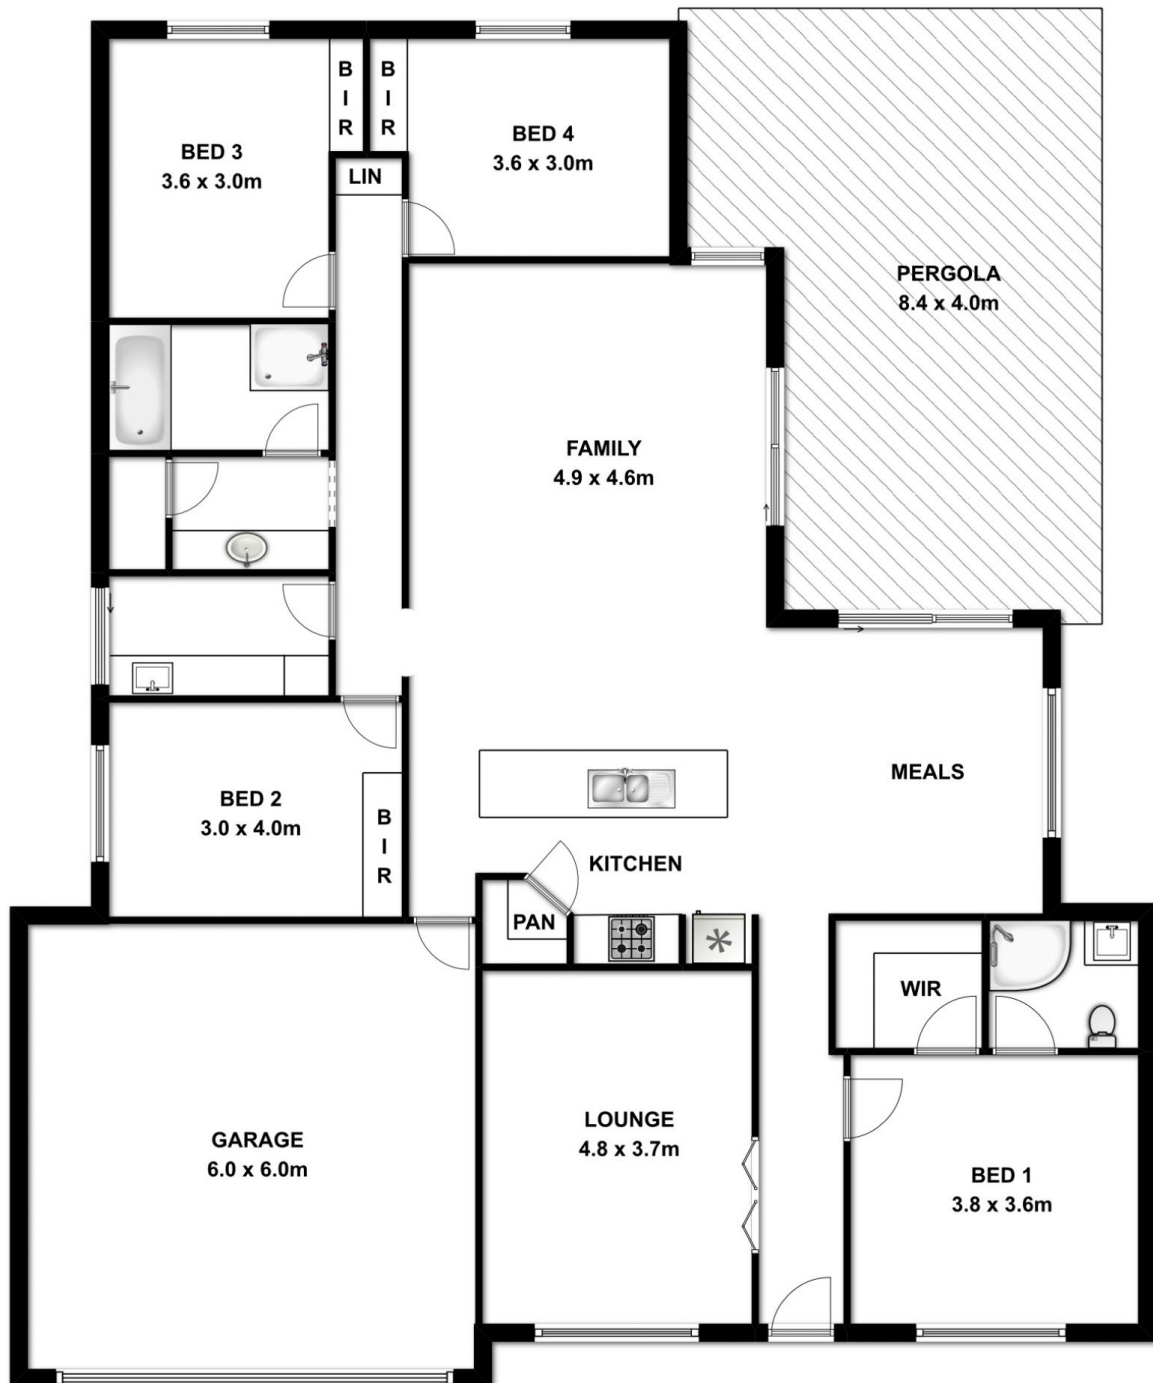 B
I
R
B
I
R
BED 4
3.6 x 3.0m
BED 3
3.6 x 3.0m
LIN
PERGOLA
8.4 x 4.0m
FAMILY
4.9 x 4.6m
MEALS
BED 2
3.0 x 4.0m
B
I
R
KITCHEN
PAN
WIR
LOUNGE
4.8 x 3.7m
GARAGE
6.0 x 6.0m
BED 1
3.8 x 3.6m